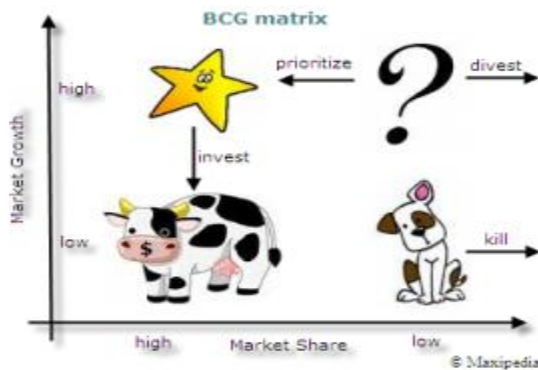 BCG matrix
prioritize
divest
?
high
Market Growth
invest
low
$
kill
high
Market Share
low
© Maxipedia